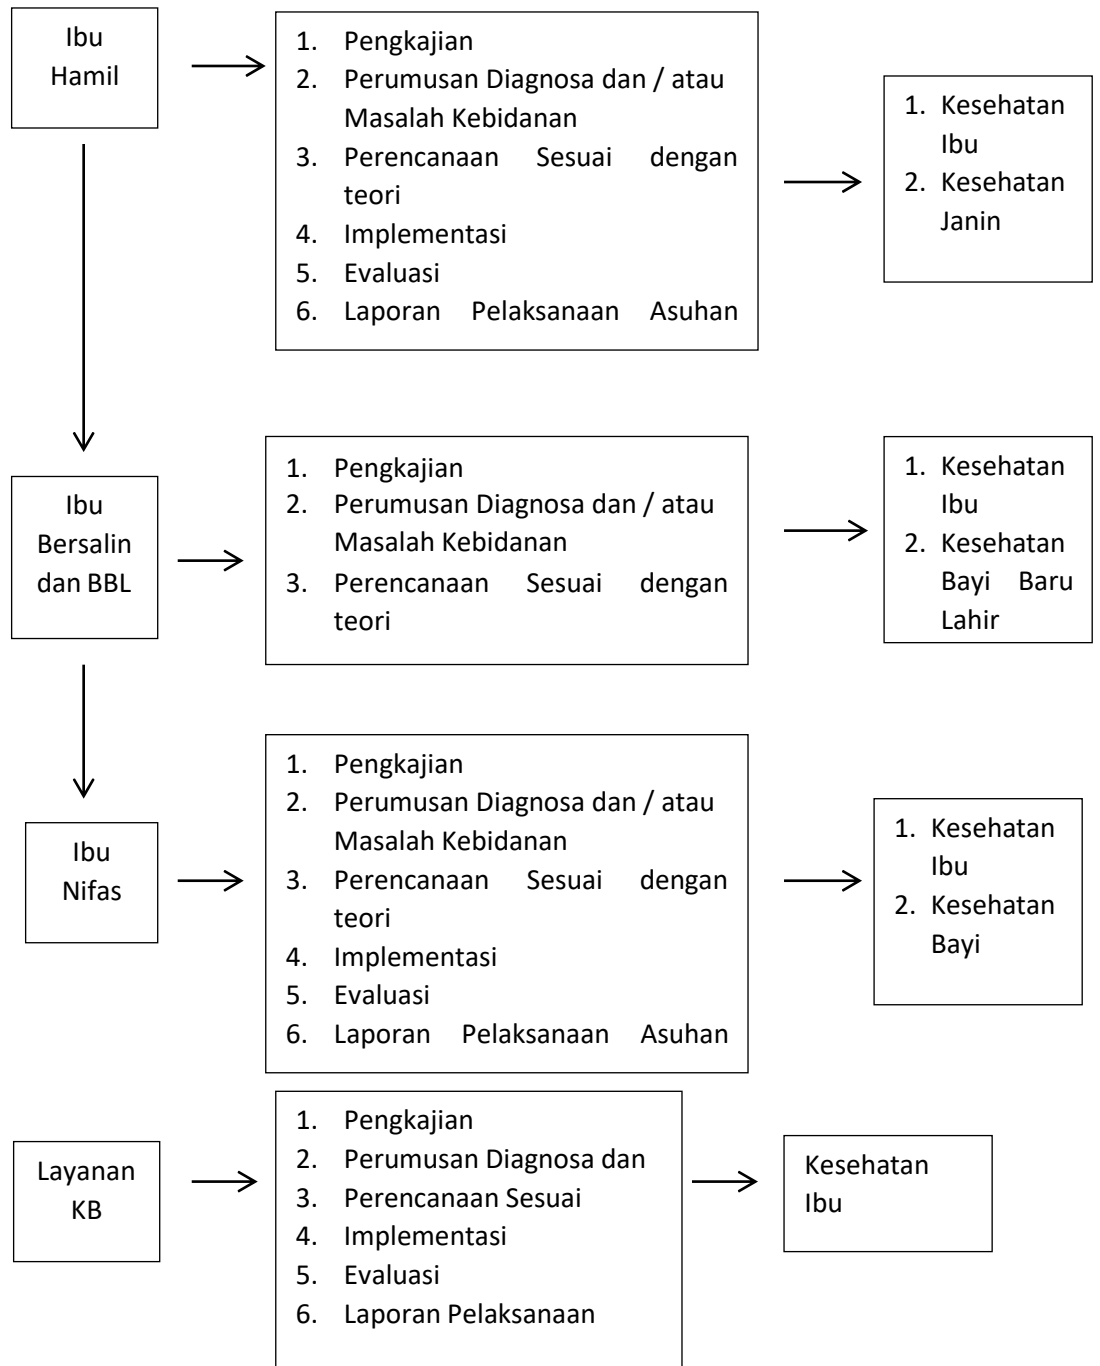 Ibu
Hamil
1. Pengkajian
2. Perumusan Diagnosa dan / atau
Masalah Kebidanan
3. Perencanaan Sesuai dengan
teori
4. Implementasi
5. Evaluasi
6. Laporan Pelaksanaan Asuhan
1. Kesehatan
Ibu
2. Kesehatan
Janin
Ibu
Bersalin
dan BBL
1. Pengkajian
2. Perumusan Diagnosa dan / atau
Masalah Kebidanan
3. Perencanaan Sesuai dengan
teori
1. Kesehatan
Ibu
2. Kesehatan
Bayi Baru
Lahir
Ibu
Nifas
1. Pengkajian
2. Perumusan Diagnosa dan / atau
Masalah Kebidanan
3. Perencanaan Sesuai dengan
teori
4. Implementasi
5. Evaluasi
6. Laporan Pelaksanaan Asuhan
1. Kesehatan
Ibu
2. Kesehatan
Bayi
Layanan
KB
1. Pengkajian
2. Perumusan Diagnosa dan
3. Perencanaan Sesuai
4. Implementasi
5. Evaluasi
6. Laporan Pelaksanaan
Kesehatan
Ibu